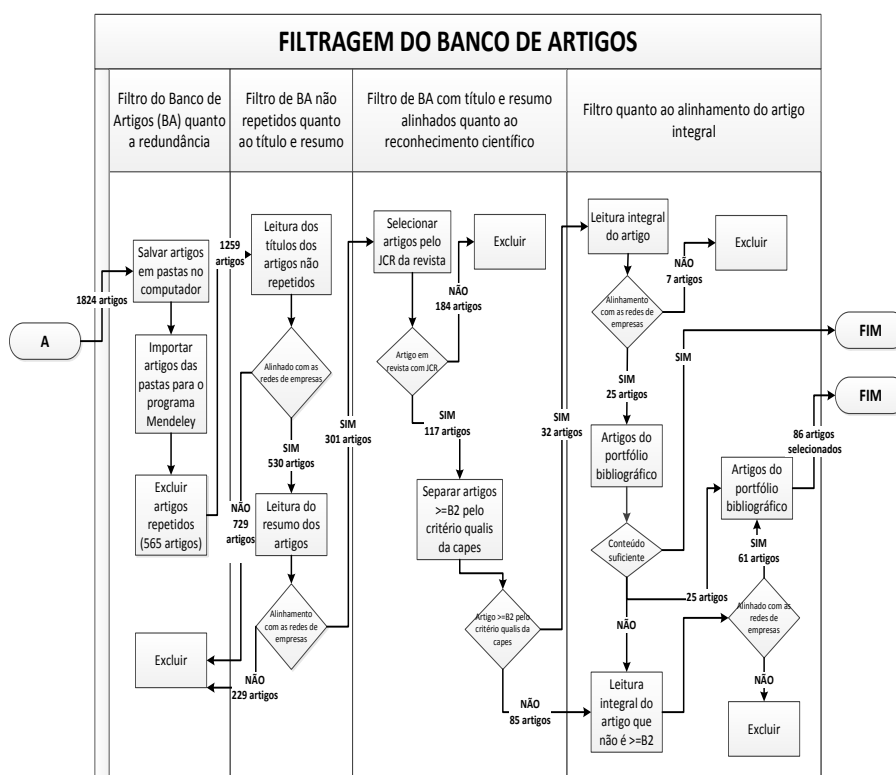 FILTRAGEM DO BANCO DE ARTIGOS
Filtro do Banco de
Artigos (BA) quanto
a redundância
Filtro de BA não
repetidos quanto
ao título e resumo
Filtro de BA com título e resumo
alinhados quanto ao
reconhecimento científico
Filtro quanto ao alinhamento do artigo
integral
A
1824 artigos
Salvar artigos
em pastas no
computador
Importar
artigos das
pastas para o
programa
Mendeley
Excluir
artigos
repetidos
(565 artigos)
1259
artigos
Leitura dos
títulos dos
artigos não
repetidos
Alinhado com as
redes de empresas
SIM
530 artigos
NÃO
729
artigos
Leitura do
resumo dos
artigos
Alinhamento
com as redes de
empresas
NÃO
229 artigos
Excluir
SIM
301 artigos
Selecionar
artigos pelo
JCR da revista
Artigo em
revista com JCR
NÃO
184 artigos
Excluir
SIM
117 artigos
Separar artigos
>=B2 pelo
critério qualis
da capes
Artigo >=B2 pelo
critério qualis da
capes
SIM
32 artigos
NÃO
85 artigos
Leitura integral
do artigo
Alinhamento
com as redes de
empresas
NÃO
7 artigos
Excluir
SIM
25 artigos
Artigos do
portfólio
bibliográfico
Conteúdo
suficiente
SIM
FIM
NÃO
25 artigos
Leitura
integral do
artigo que
não é >=B2
Alinhado com as
redes de
empresas
NÃO
Excluir
SIM
61 artigos
Artigos do
portfólio
bibliográfico
86 artigos
selecionados
FIM